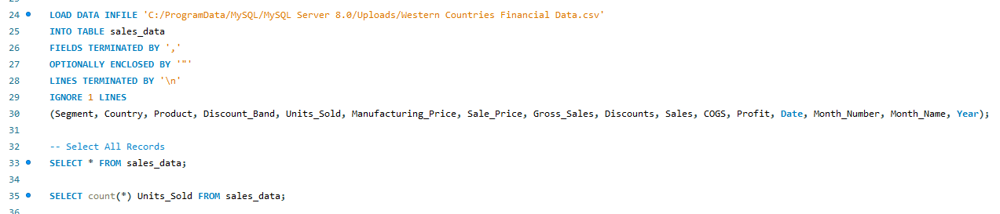 24 LOAD DATA INFILE 'C:/ProgramData/MySQL/MySQL Server 8.0/Uploads/Western Countries Financial Data.csv'
25 INTO TABLE sales_data
26 FIELDS TERMINATED BY ','
27 OPTIONALLY ENCLOSED BY '"'
28 LINES TERMINATED BY '\n'
29 IGNORE 1 LINES
30 (Segment, Country, Product, Discount_Band, Units_Sold, Manufacturing_Price, Sale_Price, Gross_Sales, Discounts, Sales, COGS, Profit, Date, Month_Number, Month_Name, Year);
31
32 -- Select All Records
33 SELECT * FROM sales_data;
34
35 SELECT count(*) Units_Sold FROM sales_data;
36